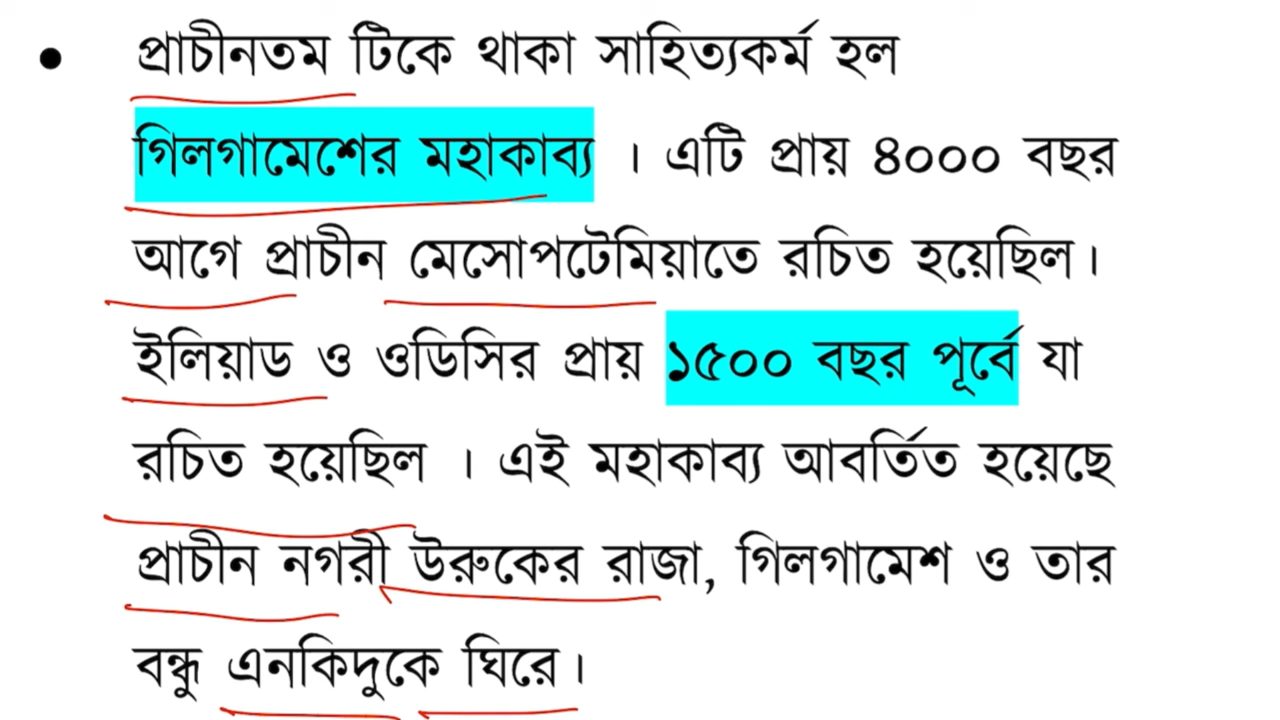 • প্রাচীনতম টিকে থাকা সাহিত্যকর্ম হল
গিলগামেশের মহাকাব্য । এটি প্রায় ৪০০০ বছর
আগে প্রাচীন মেসোপটেমিয়াতে রচিত হয়েছিল।
ইলিয়াড ও ওডিসির প্রায় ১৫০০ বছর পূর্বে যা
রচিত হয়েছিল । এই মহাকাব্য আবর্তিত হয়েছে
প্রাচীন নগরী উরুকের রাজা, গিলগামেশ ও তার
বন্ধু এনকিদুকে ঘিরে।